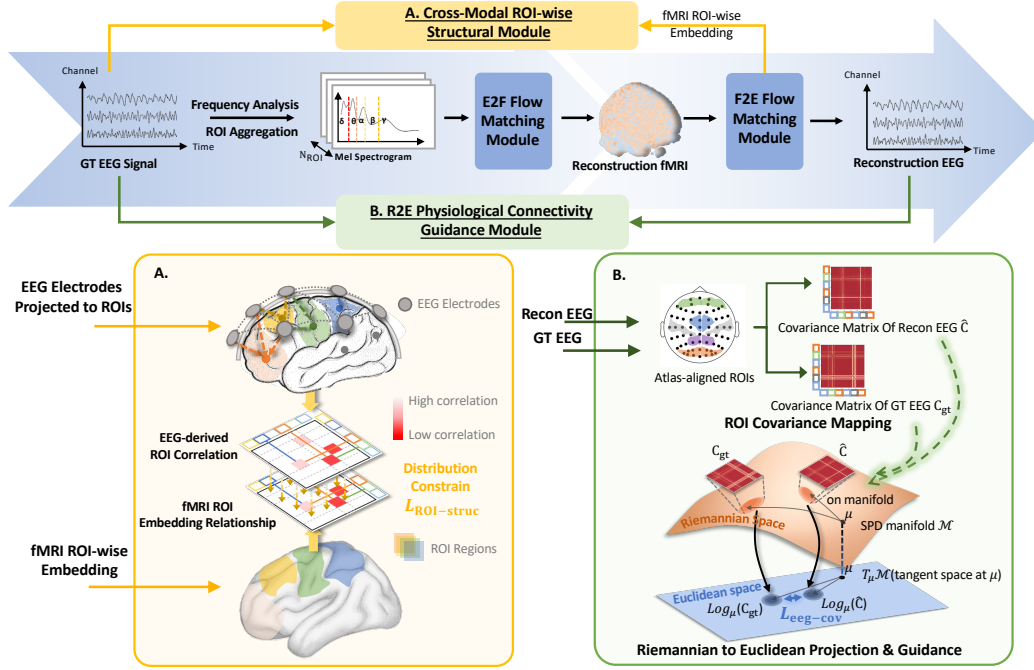 A. Cross-Modal ROI-wise
Structural Module
fMRI ROI-wise
Embedding
Channel
Time
GT EEG Signal
Frequency Analysis
ROI Aggregation
δ θ α β γ
N_ROI
Mel Spectrogram
E2F Flow
Matching
Module
Reconstruction fMRI
F2E Flow
Matching
Module
Channel
Time
Reconstruction EEG
B. R2E Physiological Connectivity
Guidance Module
A.
EEG Electrodes
Projected to ROIs
EEG Electrodes
High correlation
Low correlation
EEG-derived
ROI Correlation
Distribution
Constrain
L_ROI−struc
fMRI ROI
Embedding Relationship
ROI Regions
fMRI ROI-wise
Embedding
B.
Recon EEG
GT EEG
Atlas-aligned ROIs
Covariance Matrix Of Recon EEG Ĉ
Covariance Matrix Of GT EEG C_gt
ROI Covariance Mapping
C_gt
Ĉ
on manifold
μ
Riemannian Space
SPD manifold ℳ
μ
T_μℳ(tangent space at μ)
Euclidean space
Log_μ(C_gt)
Log_μ(Ĉ)
L_eeg−cov
Riemannian to Euclidean Projection & Guidance